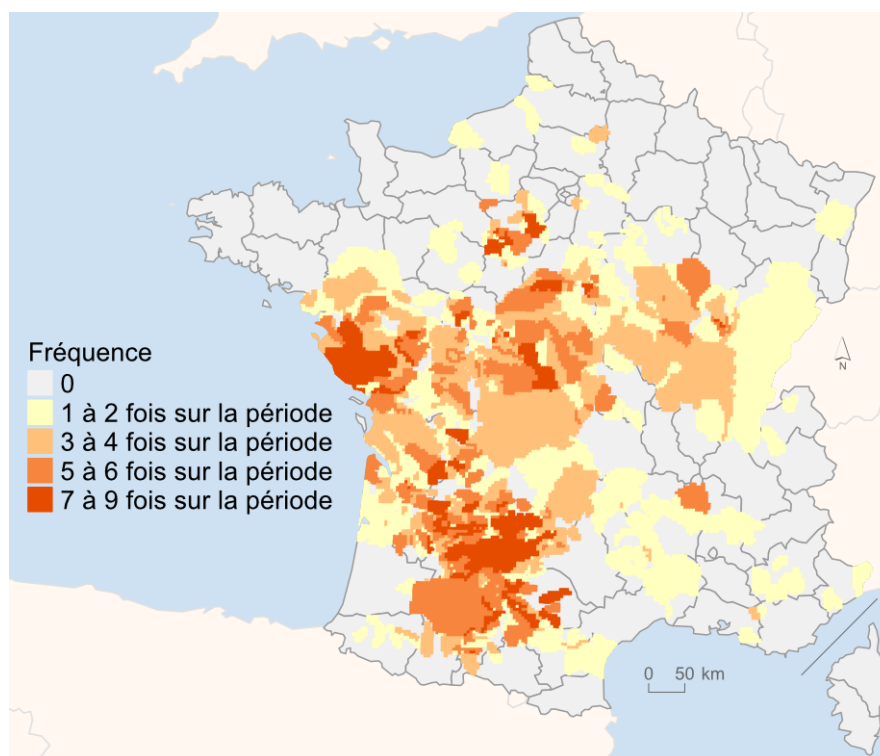 Fréquence
0
1 à 2 fois sur la période
3 à 4 fois sur la période
5 à 6 fois sur la période
7 à 9 fois sur la période
N
0 50 km